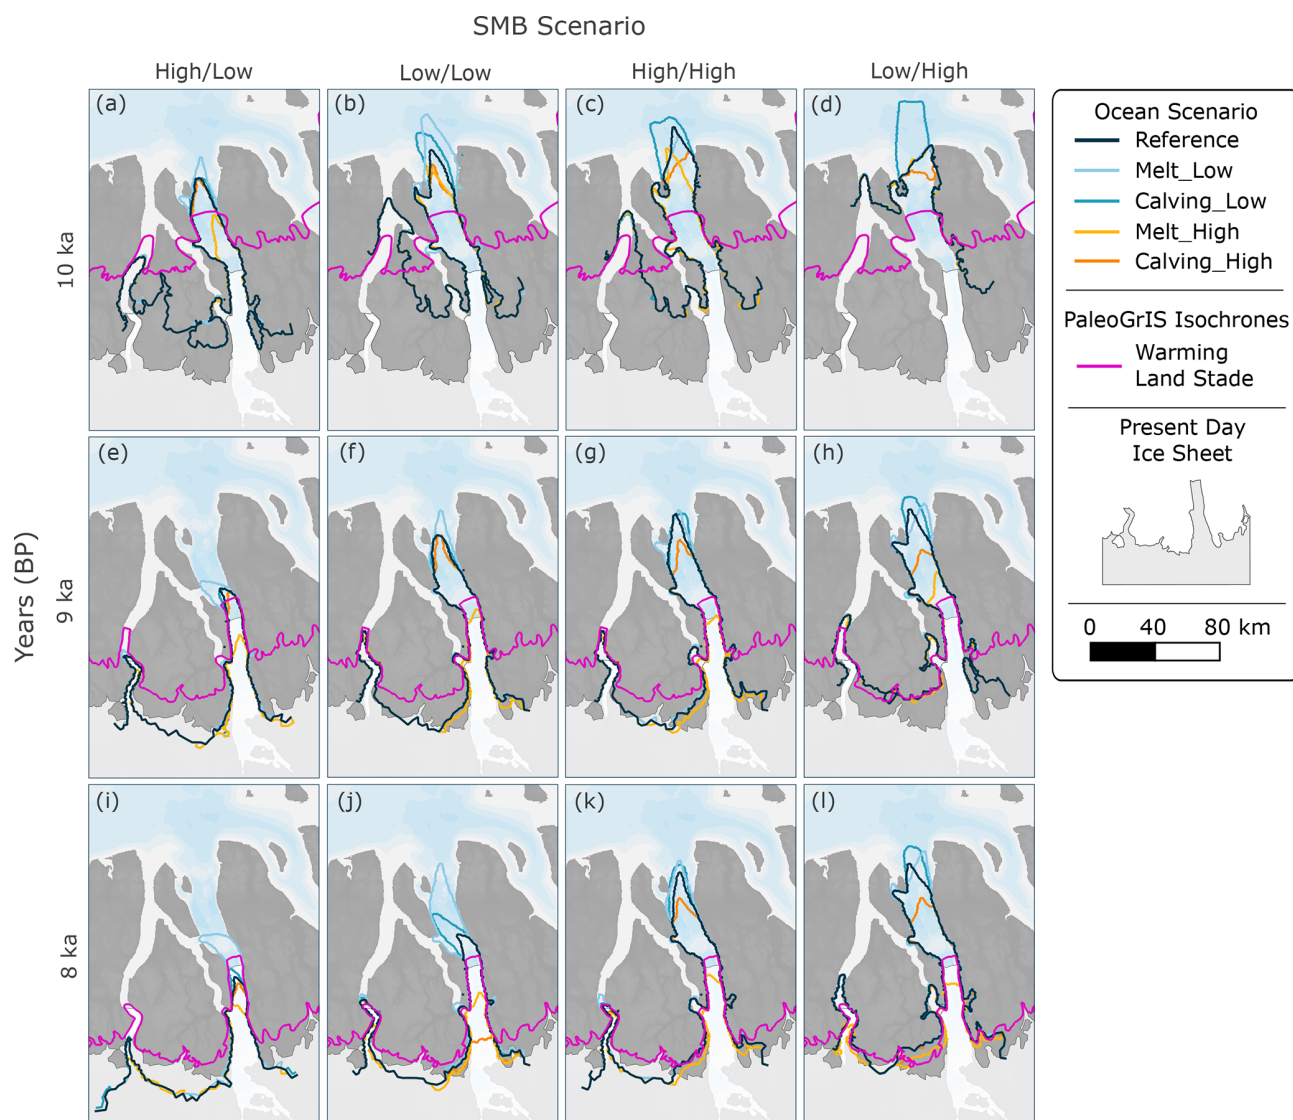 SMB Scenario
High/Low
Low/Low
High/High
Low/High
(a)
(b)
(c)
(d)
Ocean Scenario
Reference
Melt_Low
Calving_Low
Melt_High
Calving_High
PaleoGrIS Isochrones
Warming
Land Stade
Present Day
Ice Sheet
0 40 80 km
Years (BP)
10 ka
(e)
(f)
(g)
(h)
9 ka
(i)
(j)
(k)
(l)
8 ka